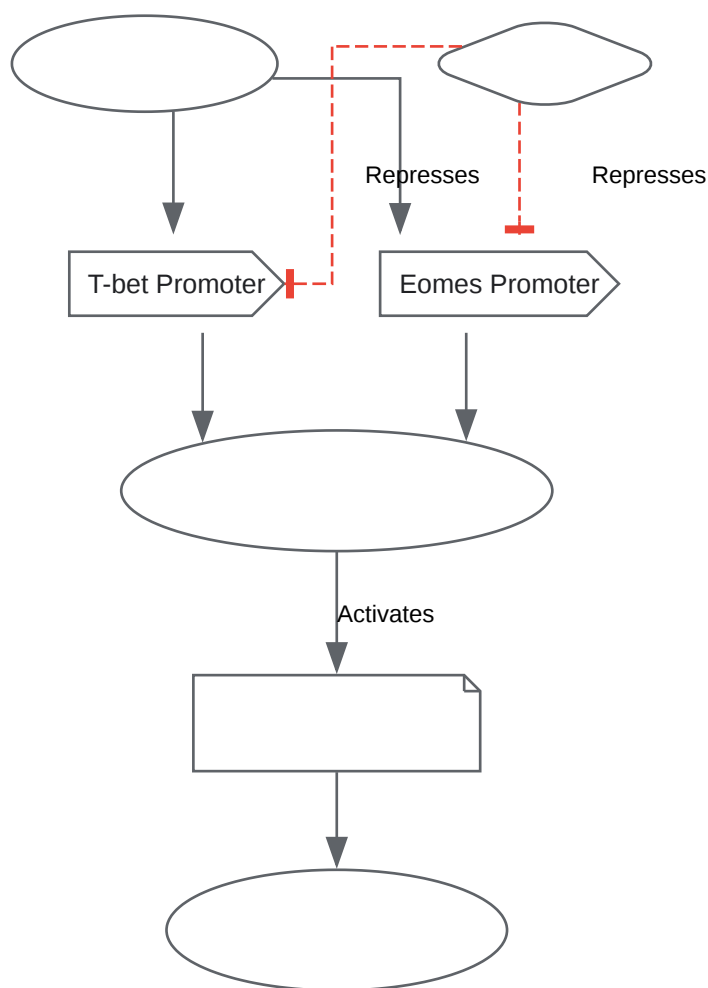 Represses
Represses
T-bet Promoter
Eomes Promoter
Activates